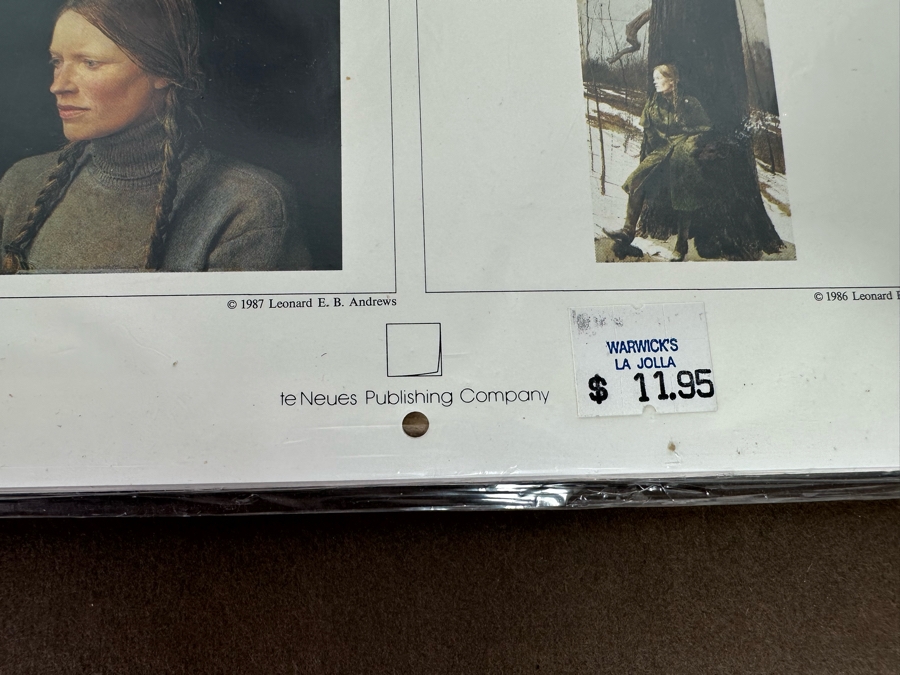 © 1987 Leonard E. B. Andrews
© 1986 Leonard
te Neues Publishing Company
WARWICK'S
LA JOLLA
$ 11.95